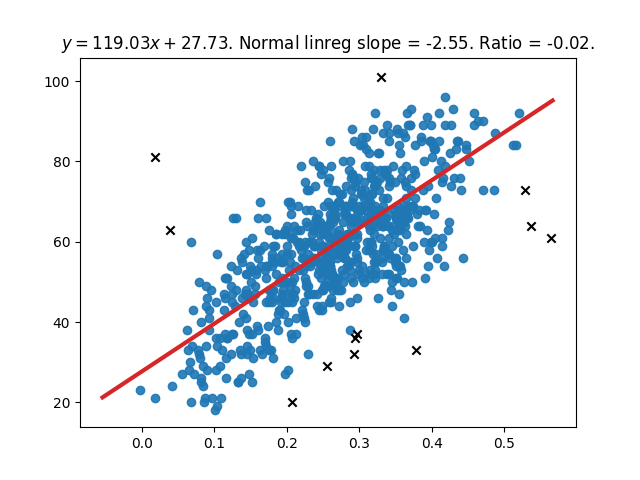 y = 119.03x + 27.73. Normal linreg slope = -2.55. Ratio = -0.02.
100
80
60
40
20
0.0 0.1 0.2 0.3 0.4 0.5